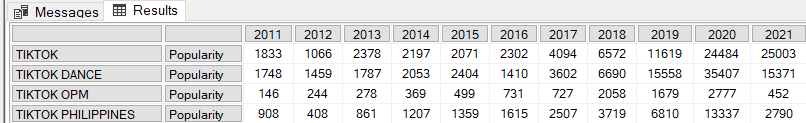 Messages Results
2011 2012 2013 2014 2015 2016 2017 2018 2019 2020 2021
TIKTOK Popularity 1833 1066 2378 2197 2071 2302 4094 6572 11619 24484 25003
TIKTOK DANCE Popularity 1748 1459 1787 2053 2404 1410 3602 6690 15558 35407 15371
TIKTOK OPM Popularity 146 244 278 369 499 731 727 2058 1679 2777 452
TIKTOK PHILIPPINES Popularity 908 408 861 1207 1359 1615 2507 3719 6810 13337 2790